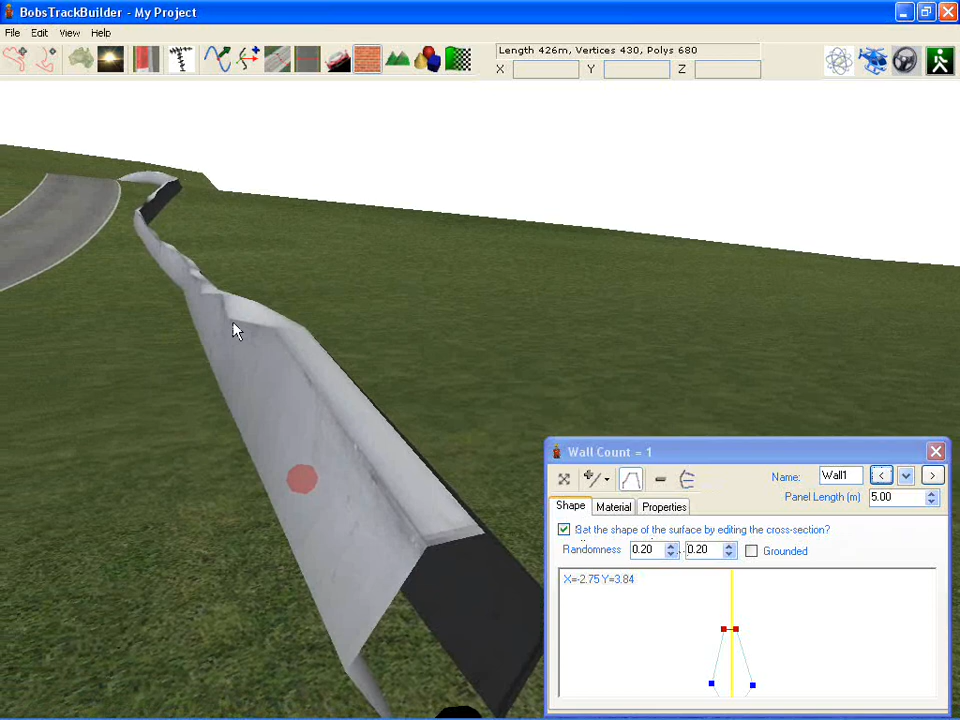 BobsTrackBuilder - My Project
File Edit View Help
Length 426m, Vertices 430, Polys 680
X Y Z
Wall Count = 1
Name: Wall1
Panel Length (m) 5.00
Shape Material Properties
Set the shape of the surface by editing the cross-section?
Randomness 0.20 0.20 Grounded
X=-2.75 Y=3.84